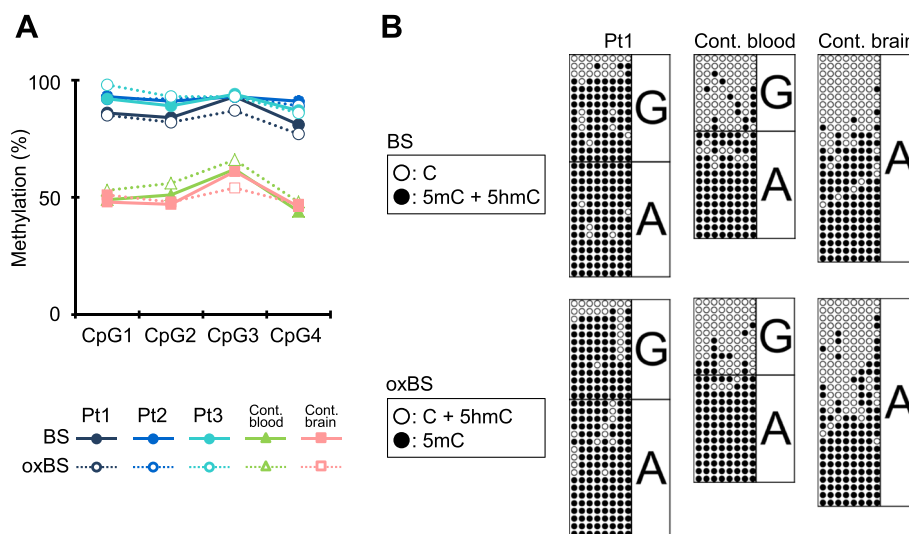 A
Methylation (%)
100
50
0
CpG1 CpG2 CpG3 CpG4
Pt1 Pt2 Pt3 Cont. blood Cont. brain
BS
oxBS
B
Pt1 Cont. blood Cont. brain
BS
○: C
●: 5mC + 5hmC
G
A
G
A
A
oxBS
○: C + 5hmC
●: 5mC
G
A
G
A
A